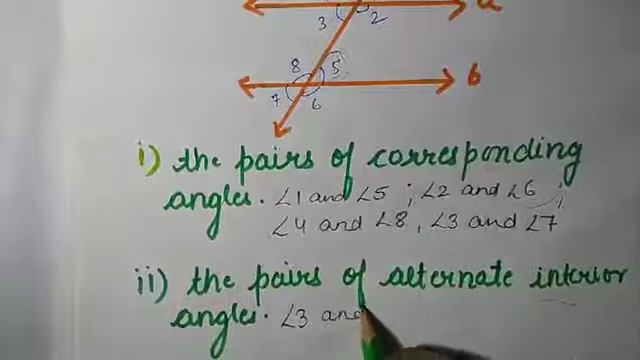 a
3 2
8 5
b
7 6
i) the pairs of corresponding
angles. ∠1 and ∠5 ; ∠2 and ∠6 ;
∠4 and ∠8, ∠3 and ∠7
ii) the pairs of alternate interior
angles. ∠3 and